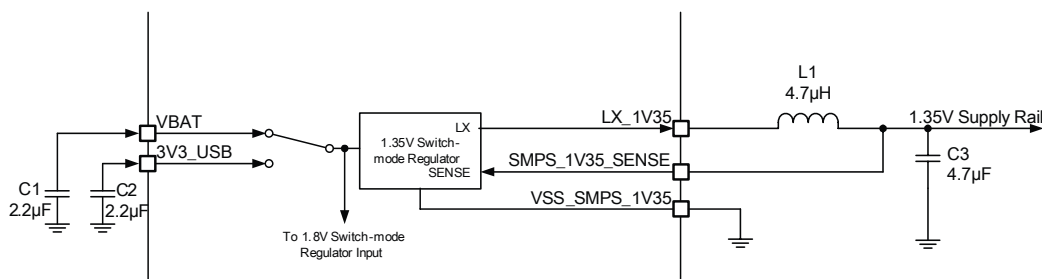 L1
4.7µH
VBAT
LX
LX_1V35
1.35V Supply Rail
1.35V Switch-
mode Regulator
3V3_USB
SENSE
SMPS_1V35_SENSE
C3
4.7µF
C1
2.2µF
C2
2.2µF
VSS_SMPS_1V35
To 1.8V Switch-mode
Regulator Input